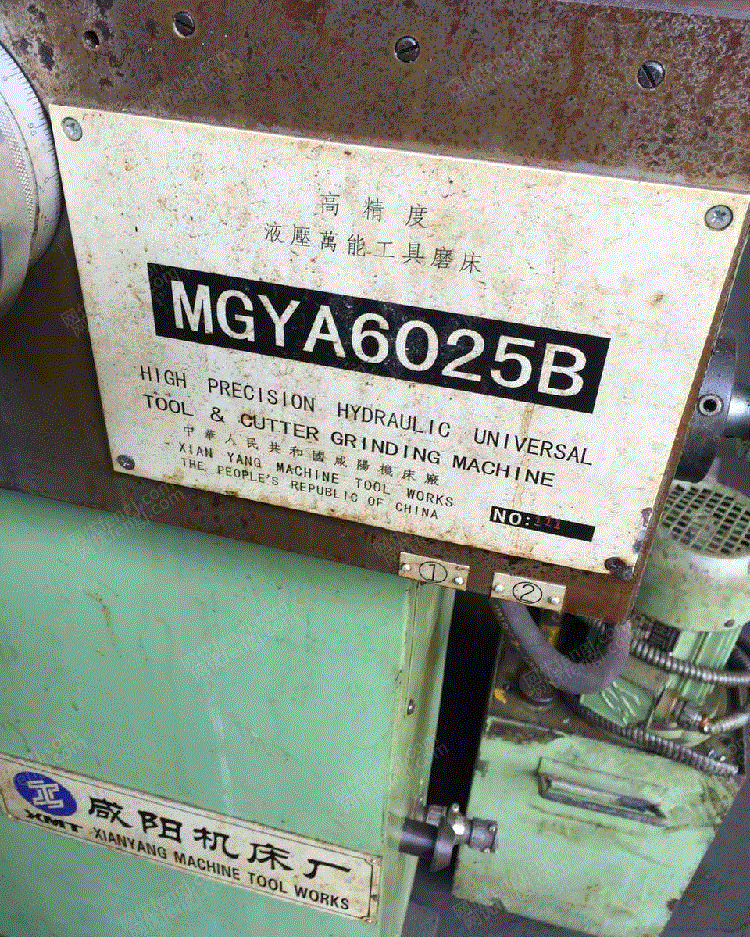 高精度
液壓萬能工具磨床
MGYA6025B
HIGH PRECISION HYDRAULIC UNIVERSAL
TOOL & CUTTER GRINDING MACHINE
中華人民共和國咸陽機床廠
XIAN YANG MACHINE TOOL WORKS
THE PEOPLE'S REPUBLIC OF CHINA
NO:
① ②
XMT
咸阳机床厂
XIANYANG MACHINE TOOL WORKS